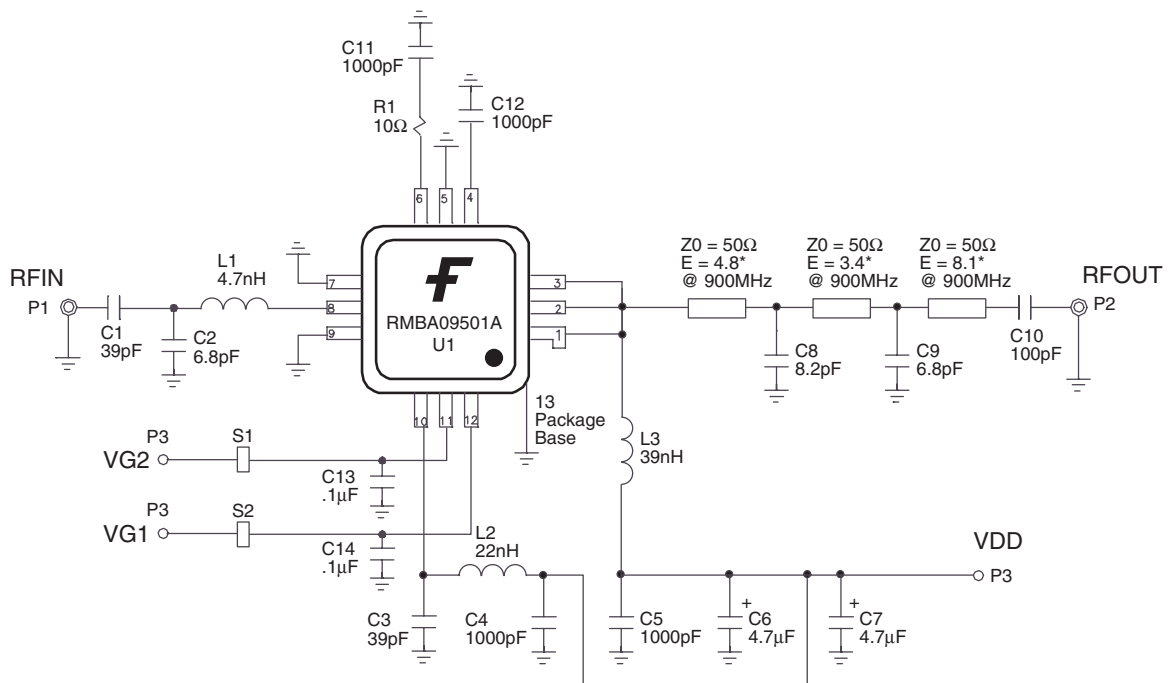 C11
1000pF
R1
10Ω
C12
1000pF
6
5
4
RFIN
P1
C1
39pF
C2
6.8pF
L1
4.7nH
7
8
9
3
2
1
RMBA09501A
U1
10
11
12
13
Package
Base
Z0 = 50Ω
E = 4.8*
@ 900MHz
Z0 = 50Ω
E = 3.4*
@ 900MHz
Z0 = 50Ω
E = 8.1*
@ 900MHz
RFOUT
P2
C10
100pF
C8
8.2pF
C9
6.8pF
L3
39nH
P3
VG2
S1
C13
.1µF
P3
VG1
S2
C14
.1µF
L2
22nH
C3
39pF
C4
1000pF
VDD
P3
C5
1000pF
+
C6
4.7µF
+
C7
4.7µF